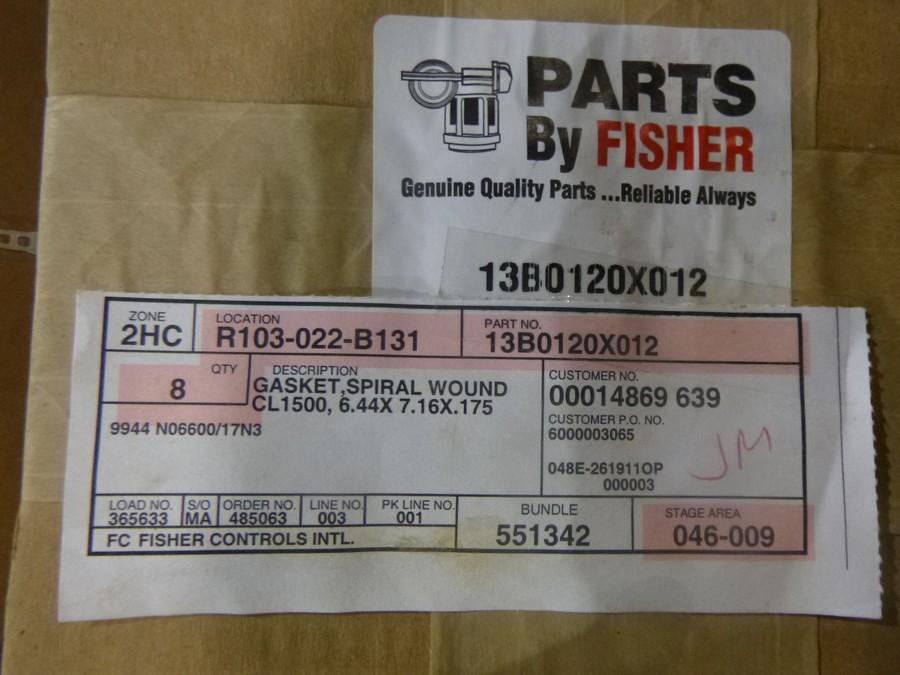 PARTS
By FISHER
Genuine Quality Parts ...Reliable Always
13B0120X012
ZONE
2HC
LOCATION
R103-022-B131
PART NO.
13B0120X012
QTY
8
DESCRIPTION
GASKET,SPIRAL WOUND
CL1500, 6.44X 7.16X.175
9944 N06600/17N3
CUSTOMER NO.
00014869 639
CUSTOMER P.O. NO.
6000003065
048E-261911OP
000003
JM
LOAD NO.
365633
S/O
MA
ORDER NO.
485063
LINE NO.
003
PK LINE NO.
001
FC FISHER CONTROLS INTL.
BUNDLE
551342
STAGE AREA
046-009